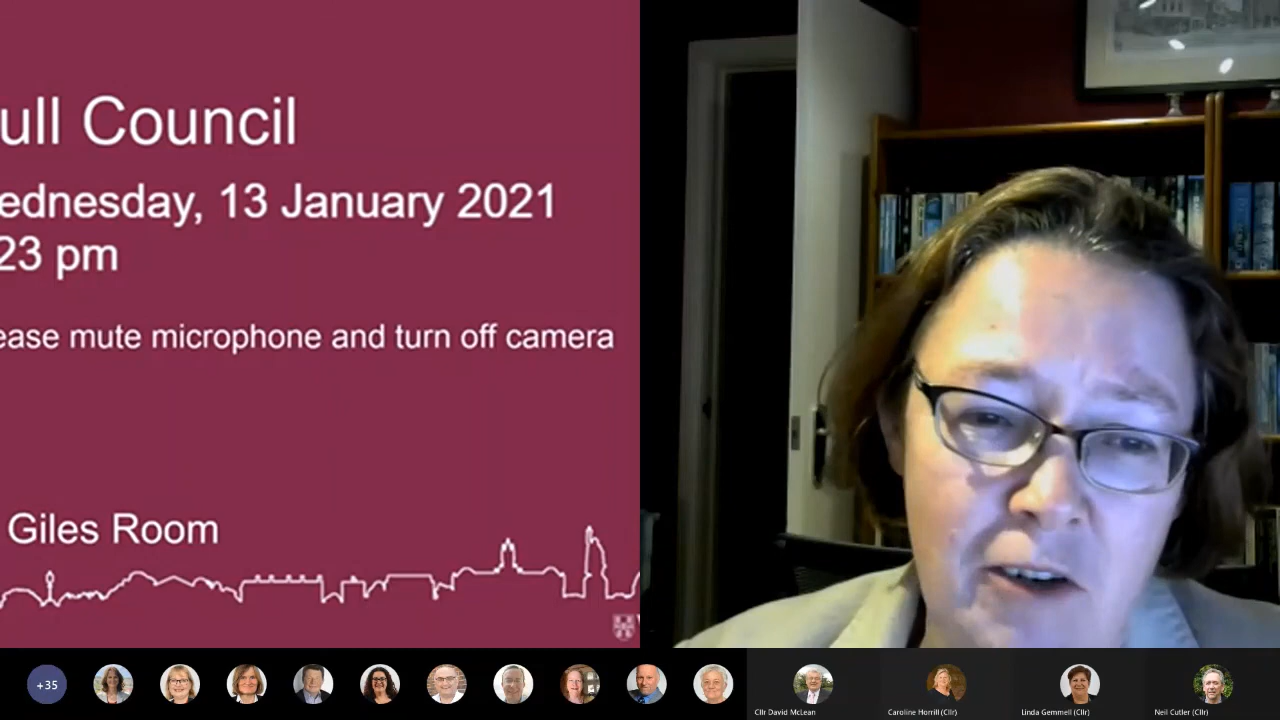 ull Council
ednesday, 13 January 2021
23 pm
ease mute microphone and turn off camera
Giles Room
+35
Cllr David McLean
Caroline Horrill (Cllr)
Linda Gemmell (Cllr)
Neil Cutler (Cllr)